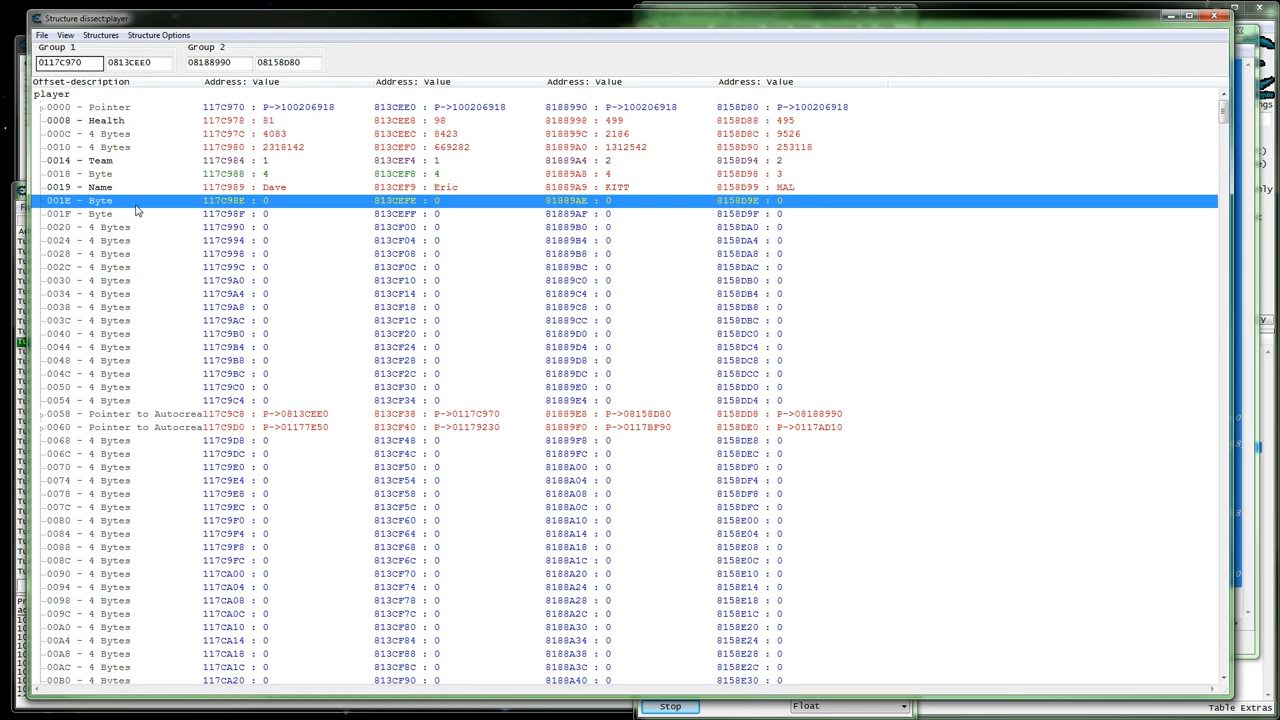 Structure dissect:player
File View Structures Structure Options
Group 1 Group 2
0117C970 0813CEE0 08188990 08158D80
Offset-description Address: Value Address: Value Address: Value Address: Value
player
0000 - Pointer 117C970 : P->100206918 813CEE0 : P->100206918 8188990 : P->100206918 8158D80 : P->100206918
0008 - Health 117C978 : 81 813CEE8 : 98 8188998 : 499 8158D88 : 495
000C - 4 Bytes 117C97C : 4083 813CEEC : 8423 818899C : 2186 8158D8C : 9526
0010 - 4 Bytes 117C980 : 2318142 813CEF0 : 669282 81889A0 : 1312542 8158D90 : 253118
0014 - Team 117C984 : 1 813CEF4 : 1 81889A4 : 2 8158D94 : 2
0018 - Byte 117C988 : 4 813CEF8 : 4 81889A8 : 4 8158D98 : 3
0019 - Name 117C989 : Dave 813CEF9 : Eric 81889A9 : KITT 8158D99 : HAL
001E - Byte 117C98E : 0 813CEFE : 0 81889AE : 0 8158D9E : 0
001F - Byte 117C98F : 0 813CEFF : 0 81889AF : 0 8158D9F : 0
0020 - 4 Bytes 117C990 : 0 813CF00 : 0 81889B0 : 0 8158DA0 : 0
0024 - 4 Bytes 117C994 : 0 813CF04 : 0 81889B4 : 0 8158DA4 : 0
0028 - 4 Bytes 117C998 : 0 813CF08 : 0 81889B8 : 0 8158DA8 : 0
002C - 4 Bytes 117C99C : 0 813CF0C : 0 81889BC : 0 8158DAC : 0
0030 - 4 Bytes 117C9A0 : 0 813CF10 : 0 81889C0 : 0 8158DB0 : 0
0034 - 4 Bytes 117C9A4 : 0 813CF14 : 0 81889C4 : 0 8158DB4 : 0
0038 - 4 Bytes 117C9A8 : 0 813CF18 : 0 81889C8 : 0 8158DB8 : 0
003C - 4 Bytes 117C9AC : 0 813CF1C : 0 81889CC : 0 8158DBC : 0
0040 - 4 Bytes 117C9B0 : 0 813CF20 : 0 81889D0 : 0 8158DC0 : 0
0044 - 4 Bytes 117C9B4 : 0 813CF24 : 0 81889D4 : 0 8158DC4 : 0
0048 - 4 Bytes 117C9B8 : 0 813CF28 : 0 81889D8 : 0 8158DC8 : 0
004C - 4 Bytes 117C9BC : 0 813CF2C : 0 81889DC : 0 8158DCC : 0
0050 - 4 Bytes 117C9C0 : 0 813CF30 : 0 81889E0 : 0 8158DD0 : 0
0054 - 4 Bytes 117C9C4 : 0 813CF34 : 0 81889E4 : 0 8158DD4 : 0
0058 - Pointer to Autocrea 117C9C8 : P->0813CEE0 813CF38 : P->0117C970 81889E8 : P->08158D80 8158DD8 : P->08188990
0060 - Pointer to Autocrea 117C9D0 : P->01177E50 813CF40 : P->01179230 81889F0 : P->0117BF90 8158DE0 : P->0117AD10
0068 - 4 Bytes 117C9D8 : 0 813CF48 : 0 81889F8 : 0 8158DE8 : 0
006C - 4 Bytes 117C9DC : 0 813CF4C : 0 81889FC : 0 8158DEC : 0
0070 - 4 Bytes 117C9E0 : 0 813CF50 : 0 8188A00 : 0 8158DF0 : 0
0074 - 4 Bytes 117C9E4 : 0 813CF54 : 0 8188A04 : 0 8158DF4 : 0
0078 - 4 Bytes 117C9E8 : 0 813CF58 : 0 8188A08 : 0 8158DF8 : 0
007C - 4 Bytes 117C9EC : 0 813CF5C : 0 8188A0C : 0 8158DFC : 0
0080 - 4 Bytes 117C9F0 : 0 813CF60 : 0 8188A10 : 0 8158E00 : 0
0084 - 4 Bytes 117C9F4 : 0 813CF64 : 0 8188A14 : 0 8158E04 : 0
0088 - 4 Bytes 117C9F8 : 0 813CF68 : 0 8188A18 : 0 8158E08 : 0
008C - 4 Bytes 117C9FC : 0 813CF6C : 0 8188A1C : 0 8158E0C : 0
0090 - 4 Bytes 117CA00 : 0 813CF70 : 0 8188A20 : 0 8158E10 : 0
0094 - 4 Bytes 117CA04 : 0 813CF74 : 0 8188A24 : 0 8158E14 : 0
0098 - 4 Bytes 117CA08 : 0 813CF78 : 0 8188A28 : 0 8158E18 : 0
009C - 4 Bytes 117CA0C : 0 813CF7C : 0 8188A2C : 0 8158E1C : 0
00A0 - 4 Bytes 117CA10 : 0 813CF80 : 0 8188A30 : 0 8158E20 : 0
00A4 - 4 Bytes 117CA14 : 0 813CF84 : 0 8188A34 : 0 8158E24 : 0
00A8 - 4 Bytes 117CA18 : 0 813CF88 : 0 8188A38 : 0 8158E28 : 0
00AC - 4 Bytes 117CA1C : 0 813CF8C : 0 8188A3C : 0 8158E2C : 0
00B0 - 4 Bytes 117CA20 : 0 813CF90 : 0 8188A40 : 0 8158E30 : 0
Stop Float Table Extras